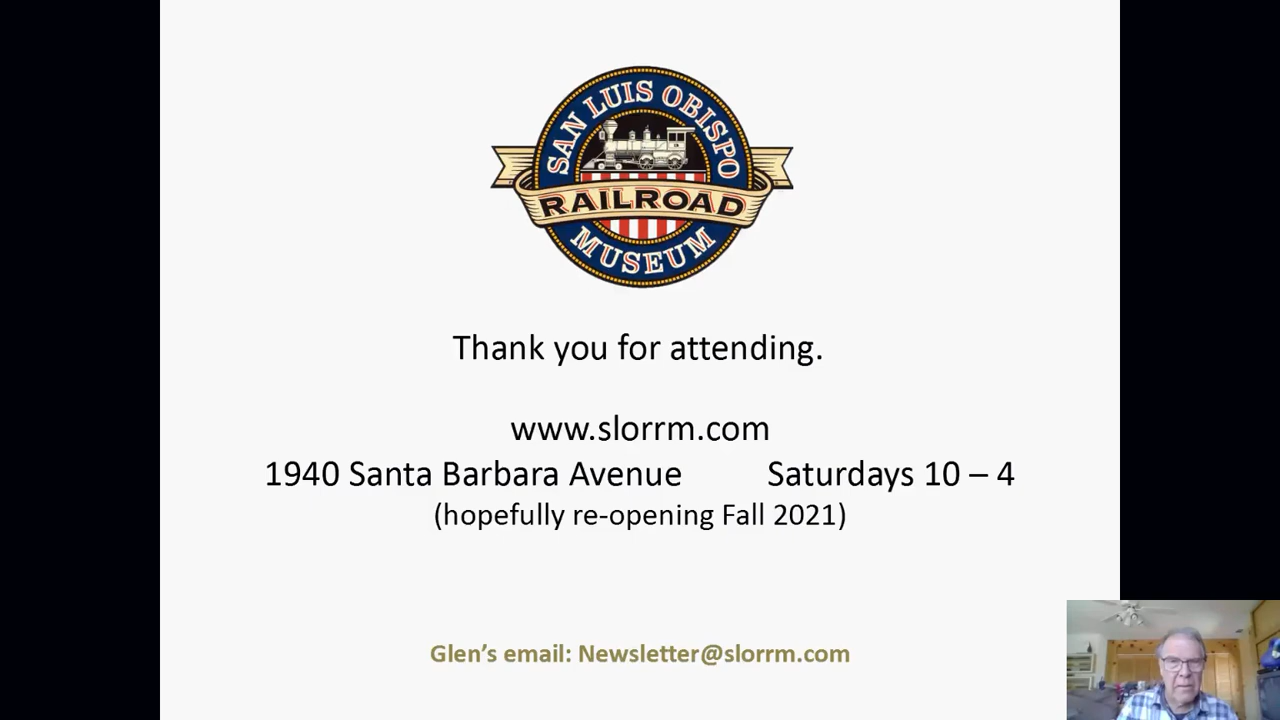 SAN LUIS OBISPO
RAILROAD
MUSEUM
Thank you for attending.
www.slorrm.com
1940 Santa Barbara Avenue Saturdays 10 – 4
(hopefully re-opening Fall 2021)
Glen’s email: Newsletter@slorrm.com